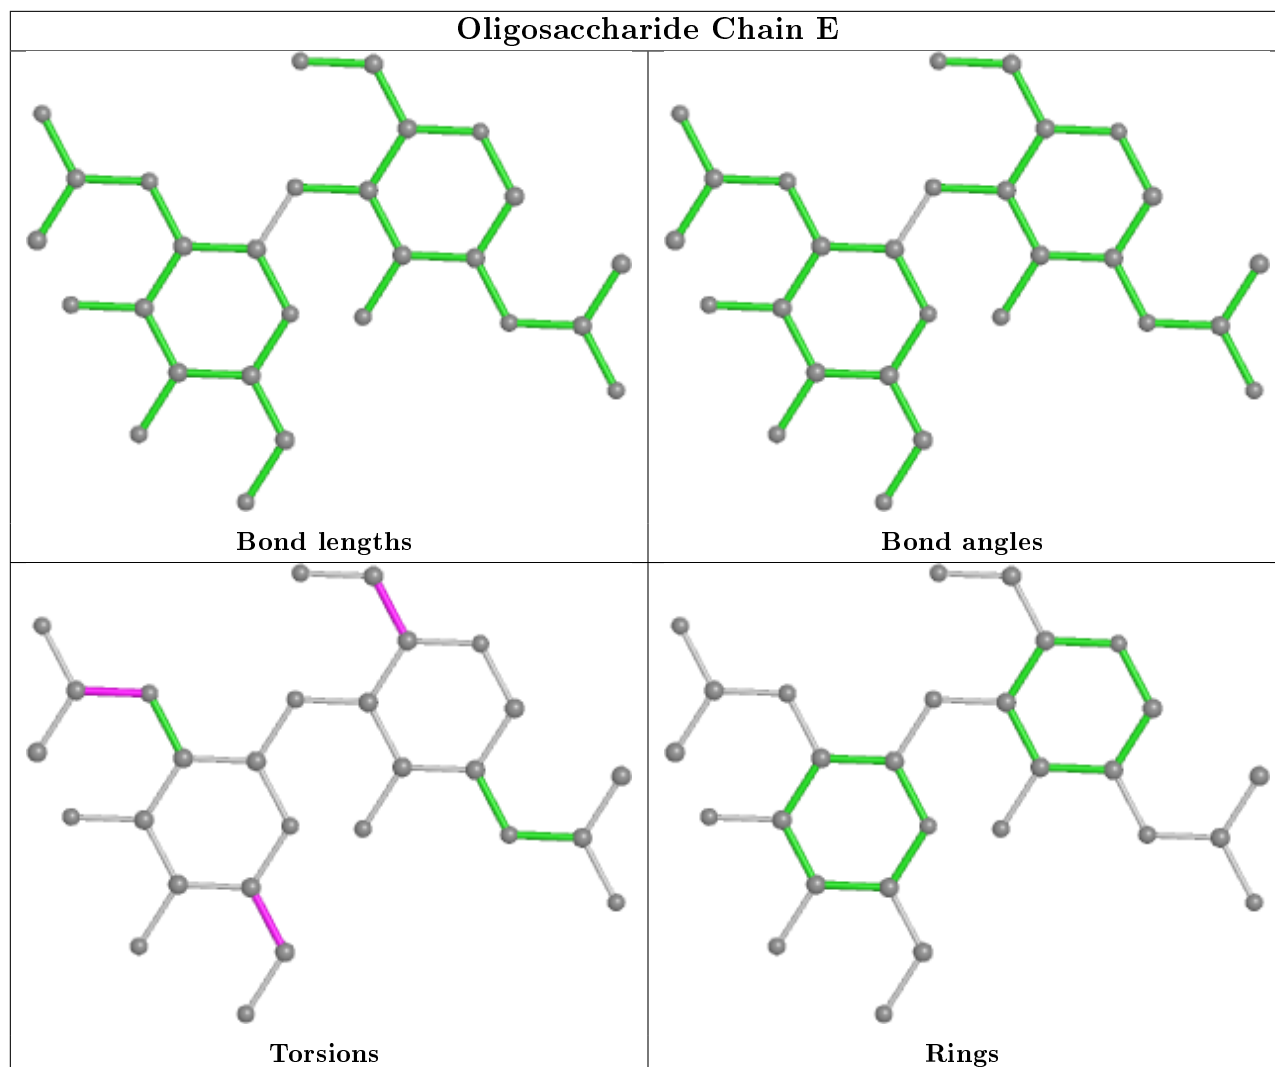 Oligosaccharide Chain E
Bond lengths
Bond angles
Torsions
Rings